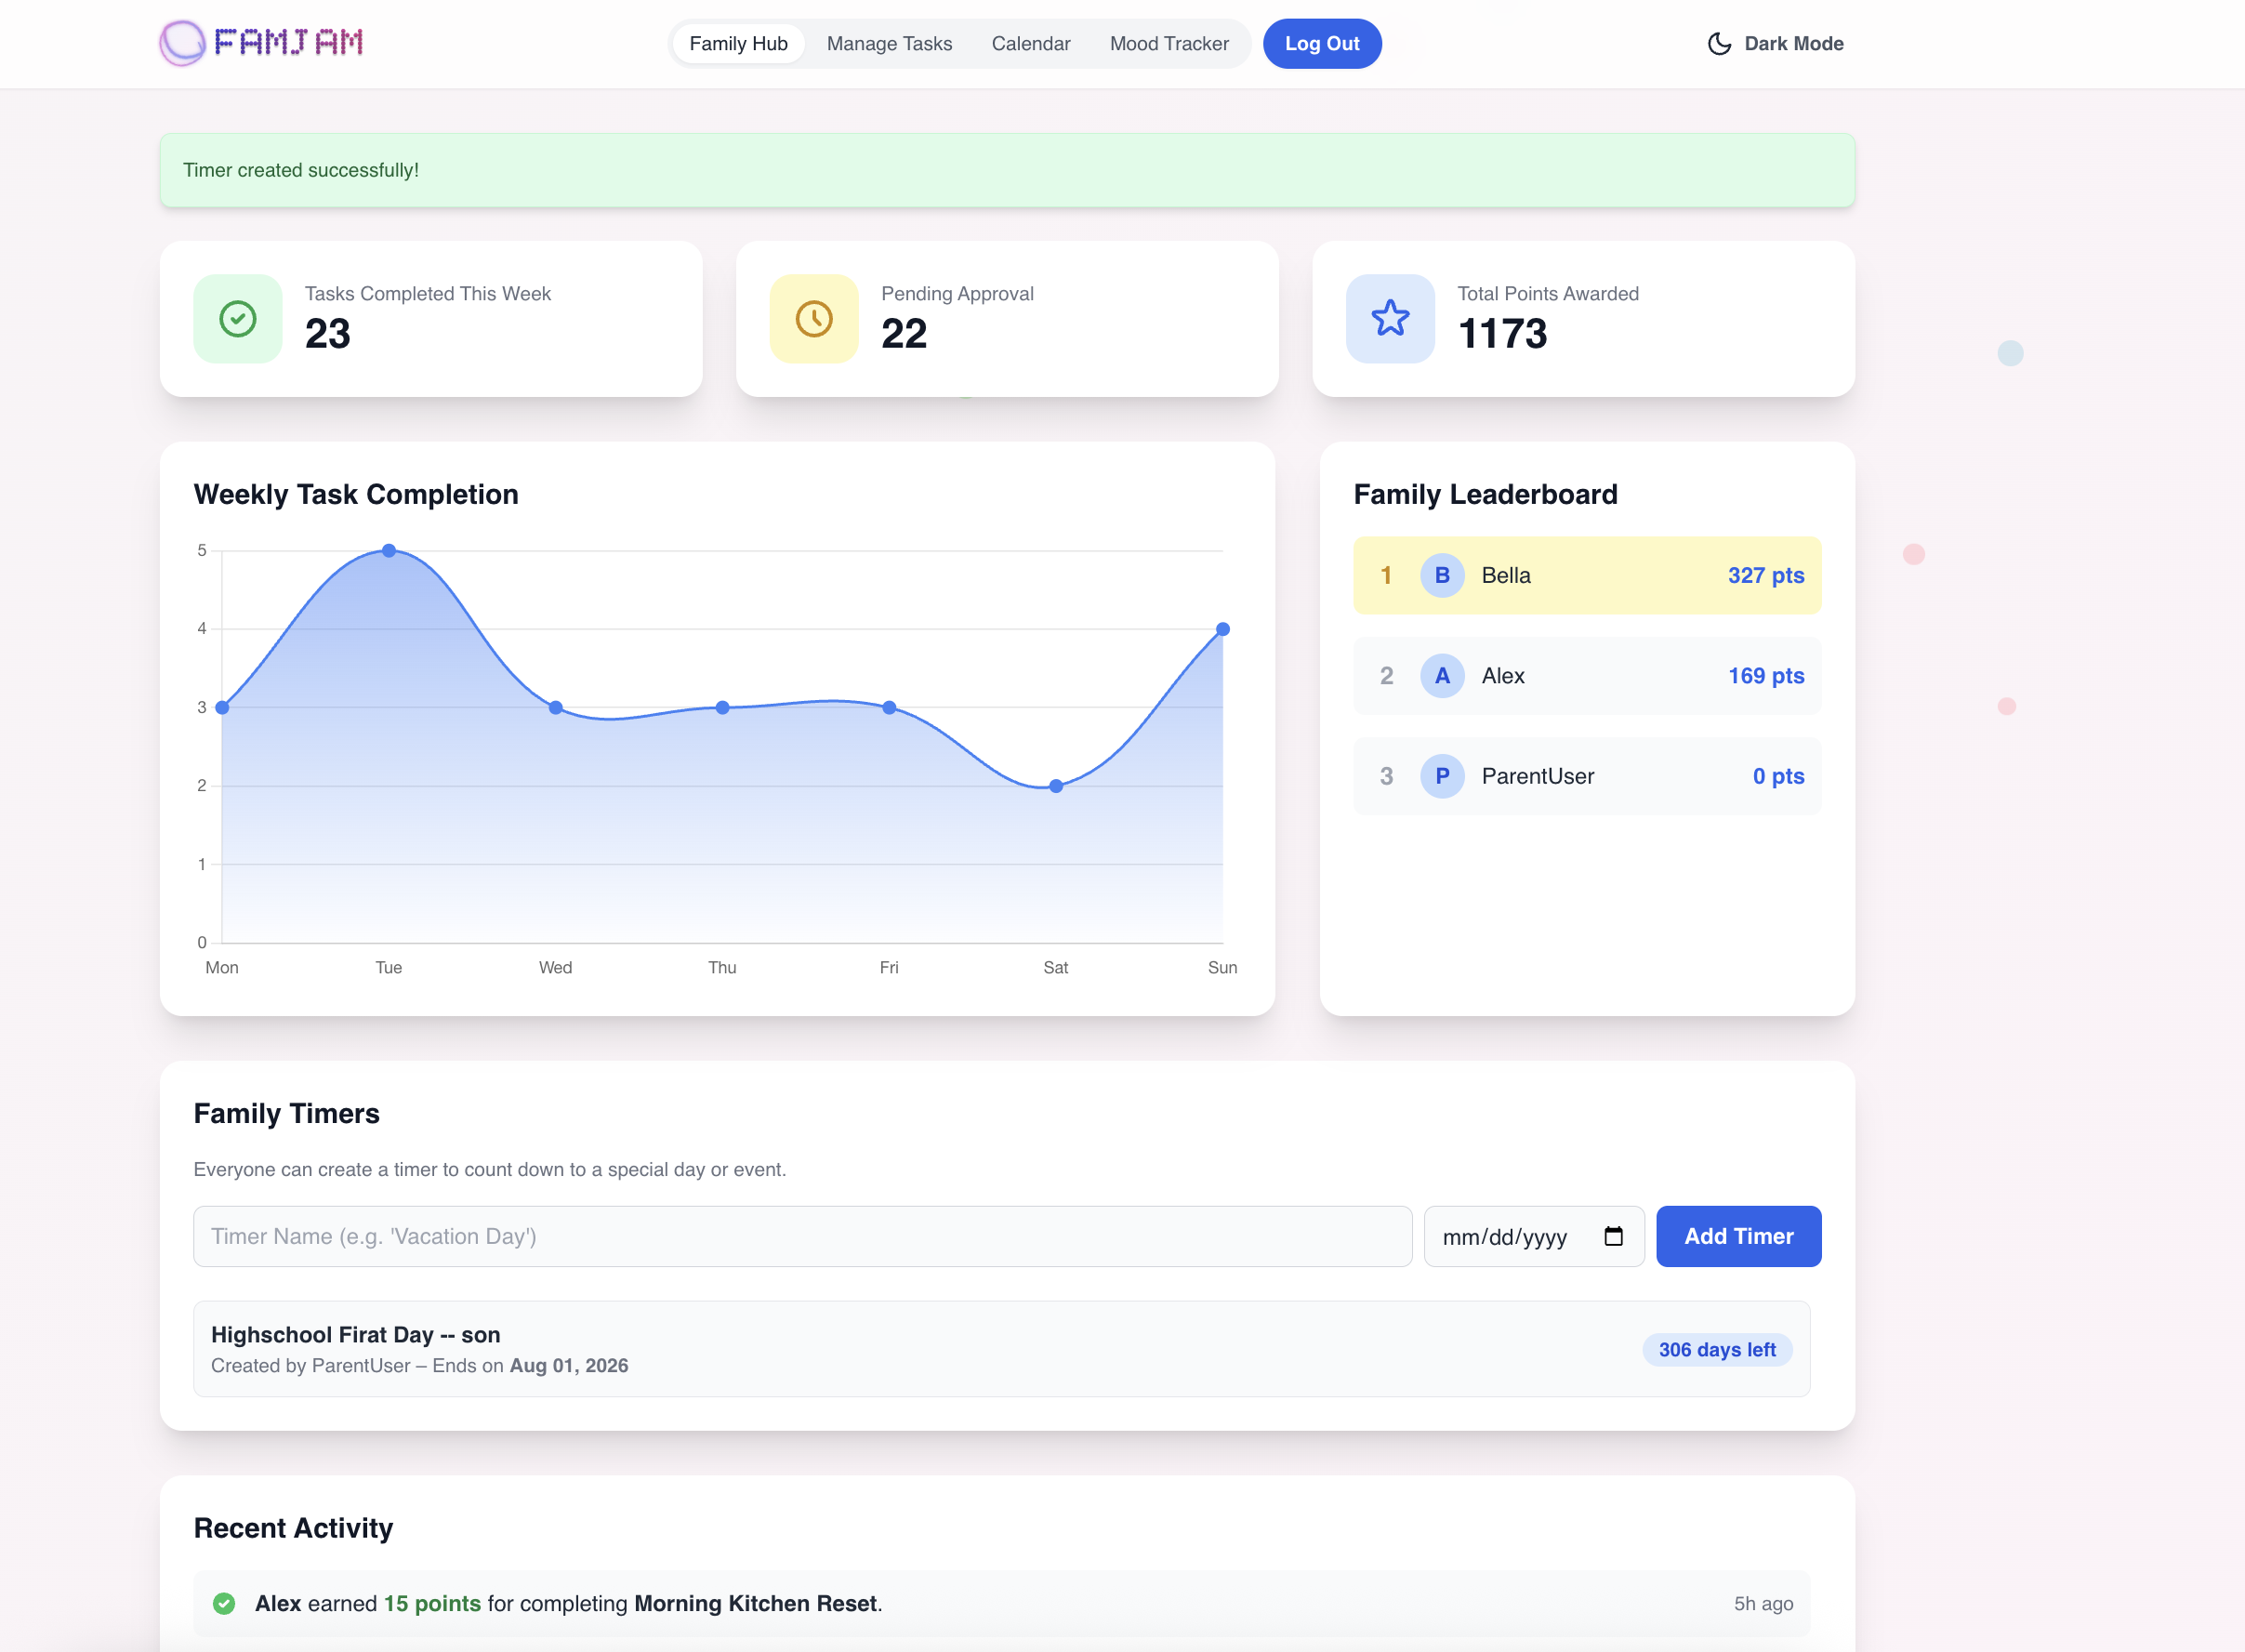 FAMJAM
Family Hub Manage Tasks Calendar Mood Tracker Log Out Dark Mode
Timer created successfully!
Tasks Completed This Week
23
Pending Approval
22
Total Points Awarded
1173
Weekly Task Completion
5
4
3
2
1
0
Mon Tue Wed Thu Fri Sat Sun
Family Leaderboard
1 B Bella 327 pts
2 A Alex 169 pts
3 P ParentUser 0 pts
Family Timers
Everyone can create a timer to count down to a special day or event.
Timer Name (e.g. 'Vacation Day') mm/dd/yyyy Add Timer
Highschool Firat Day -- son
Created by ParentUser – Ends on Aug 01, 2026
306 days left
Recent Activity
Alex earned 15 points for completing Morning Kitchen Reset. 5h ago